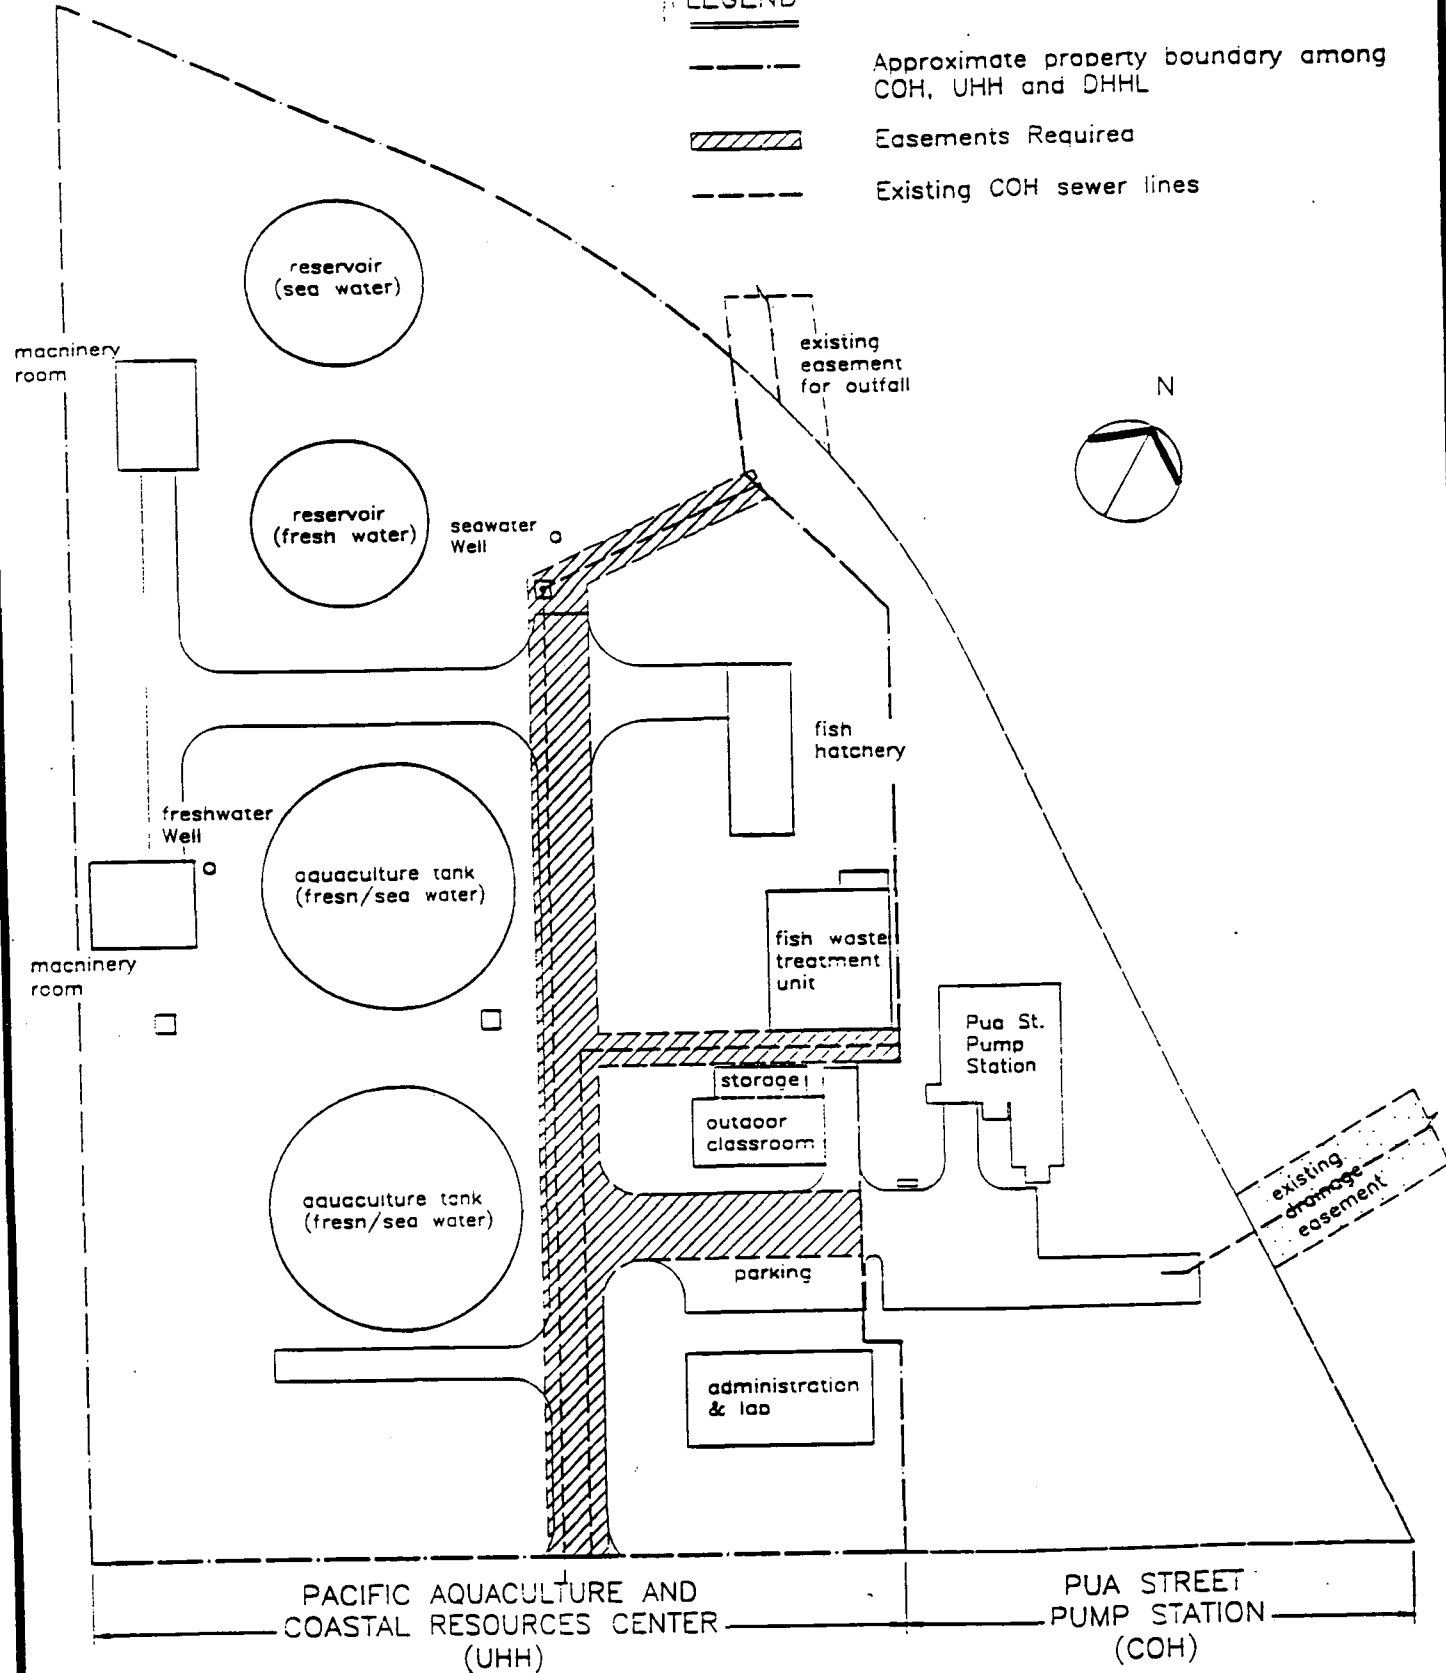 LEGEND
Approximate property boundary among
COH, UHH and DHHL
Easements Required
Existing COH sewer lines
reservoir
(sea water)
macninery
room
existing
easement
for outfall
N
reservoir
(fresh water)
seawater
Well
fish
hatchery
freshwater
Well
aquaculture tank
(fresn/sea water)
fish waste
treatment
unit
macninery
room
Pua St.
Pump
Station
storage
outdoor
classroom
existing
drainage
easement
aquaculture tank
(fresn/sea water)
parking
administration
& lab
PACIFIC AQUACULTURE AND
COASTAL RESOURCES CENTER
(UHH)
PUA STREET
PUMP STATION
(COH)